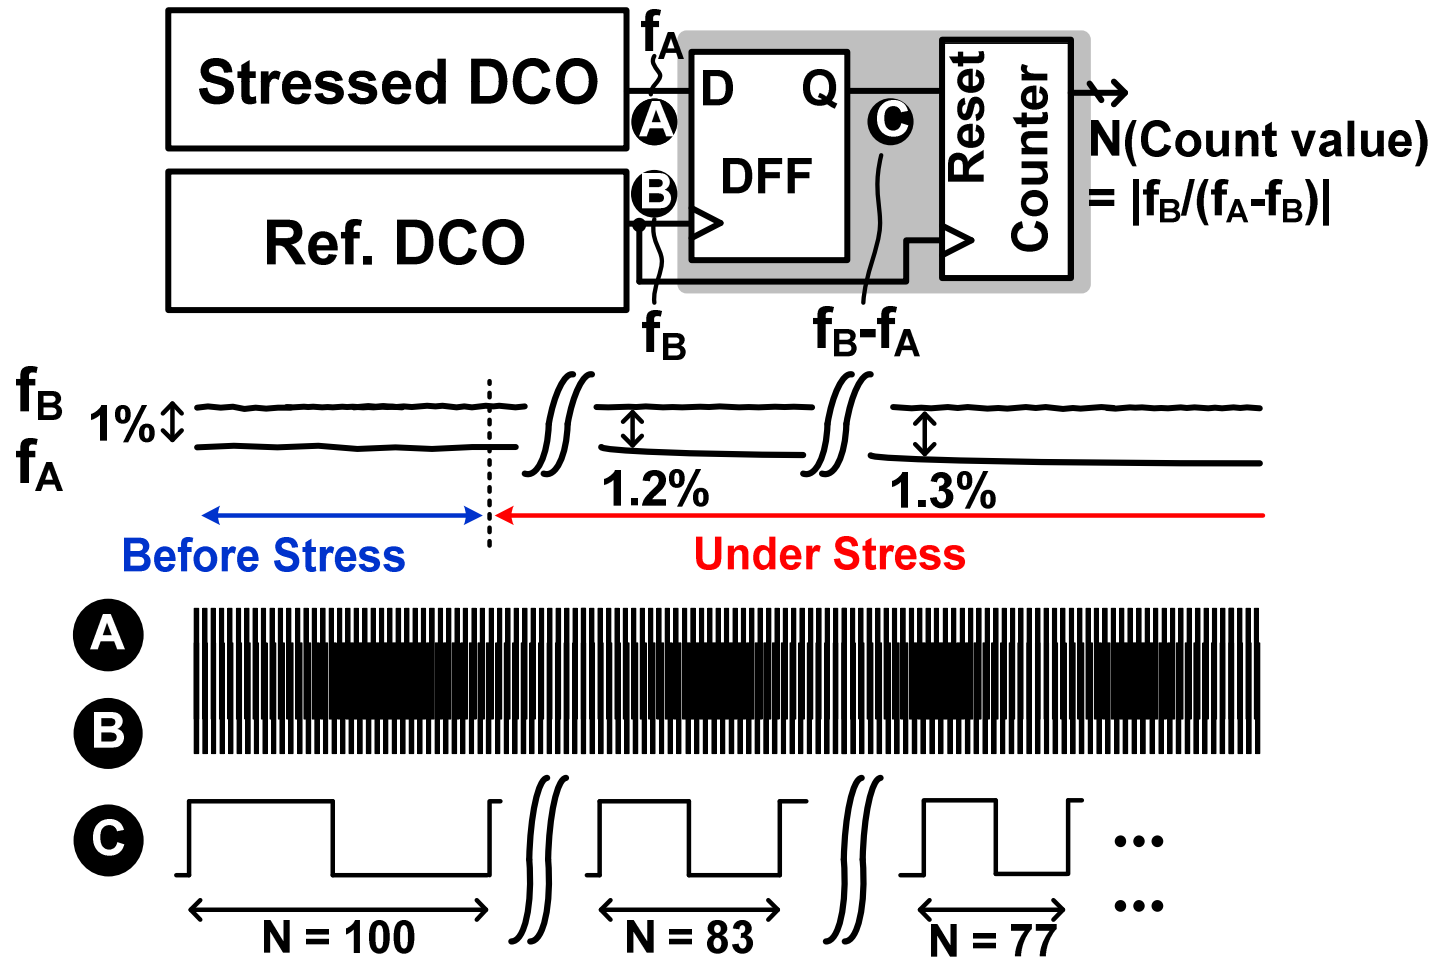 Stressed DCO
fA
A
D
Q
C
Reset
Counter
N(Count value)
= |fB/(fA-fB)|
DFF
B
Ref. DCO
fB
fB-fA
fB
1%
fA
1.2%
1.3%
Before Stress
Under Stress
A
B
C
...
...
N = 100
N = 83
N = 77